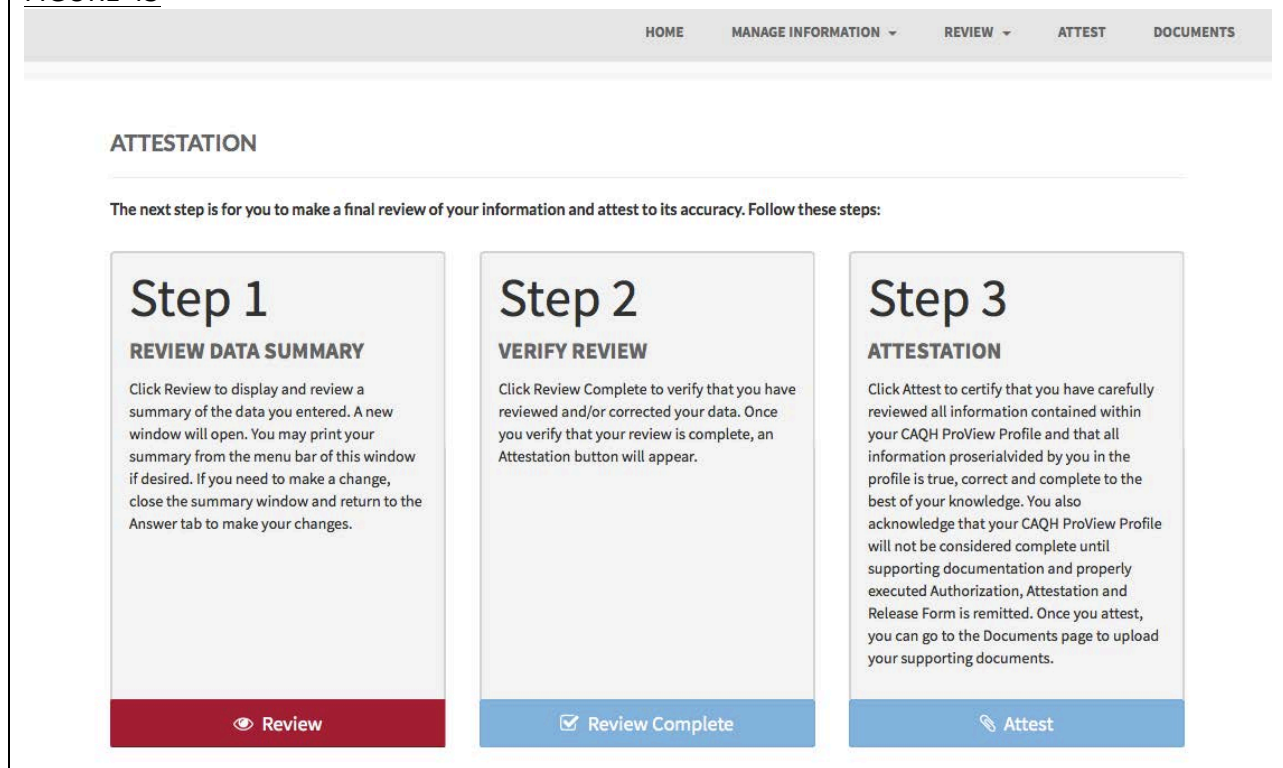 HOME MANAGE INFORMATION REVIEW ATTEST DOCUMENTS
ATTESTATION
The next step is for you to make a final review of your information and attest to its accuracy. Follow these steps:
Step 1
REVIEW DATA SUMMARY
Click Review to display and review a
summary of the data you entered. A new
window will open. You may print your
summary from the menu bar of this window
if desired. If you need to make a change,
close the summary window and return to the
Answer tab to make your changes.
Review
Step 2
VERIFY REVIEW
Click Review Complete to verify that you have
reviewed and/or corrected your data. Once
you verify that your review is complete, an
Attestation button will appear.
Review Complete
Step 3
ATTESTATION
Click Attest to certify that you have carefully
reviewed all information contained within
your CAQH ProView Profile and that all
information proserialvided by you in the
profile is true, correct and complete to the
best of your knowledge. You also
acknowledge that your CAQH ProView Profile
will not be considered complete until
supporting documentation and properly
executed Authorization, Attestation and
Release Form is remitted. Once you attest,
you can go to the Documents page to upload
your supporting documents.
Attest